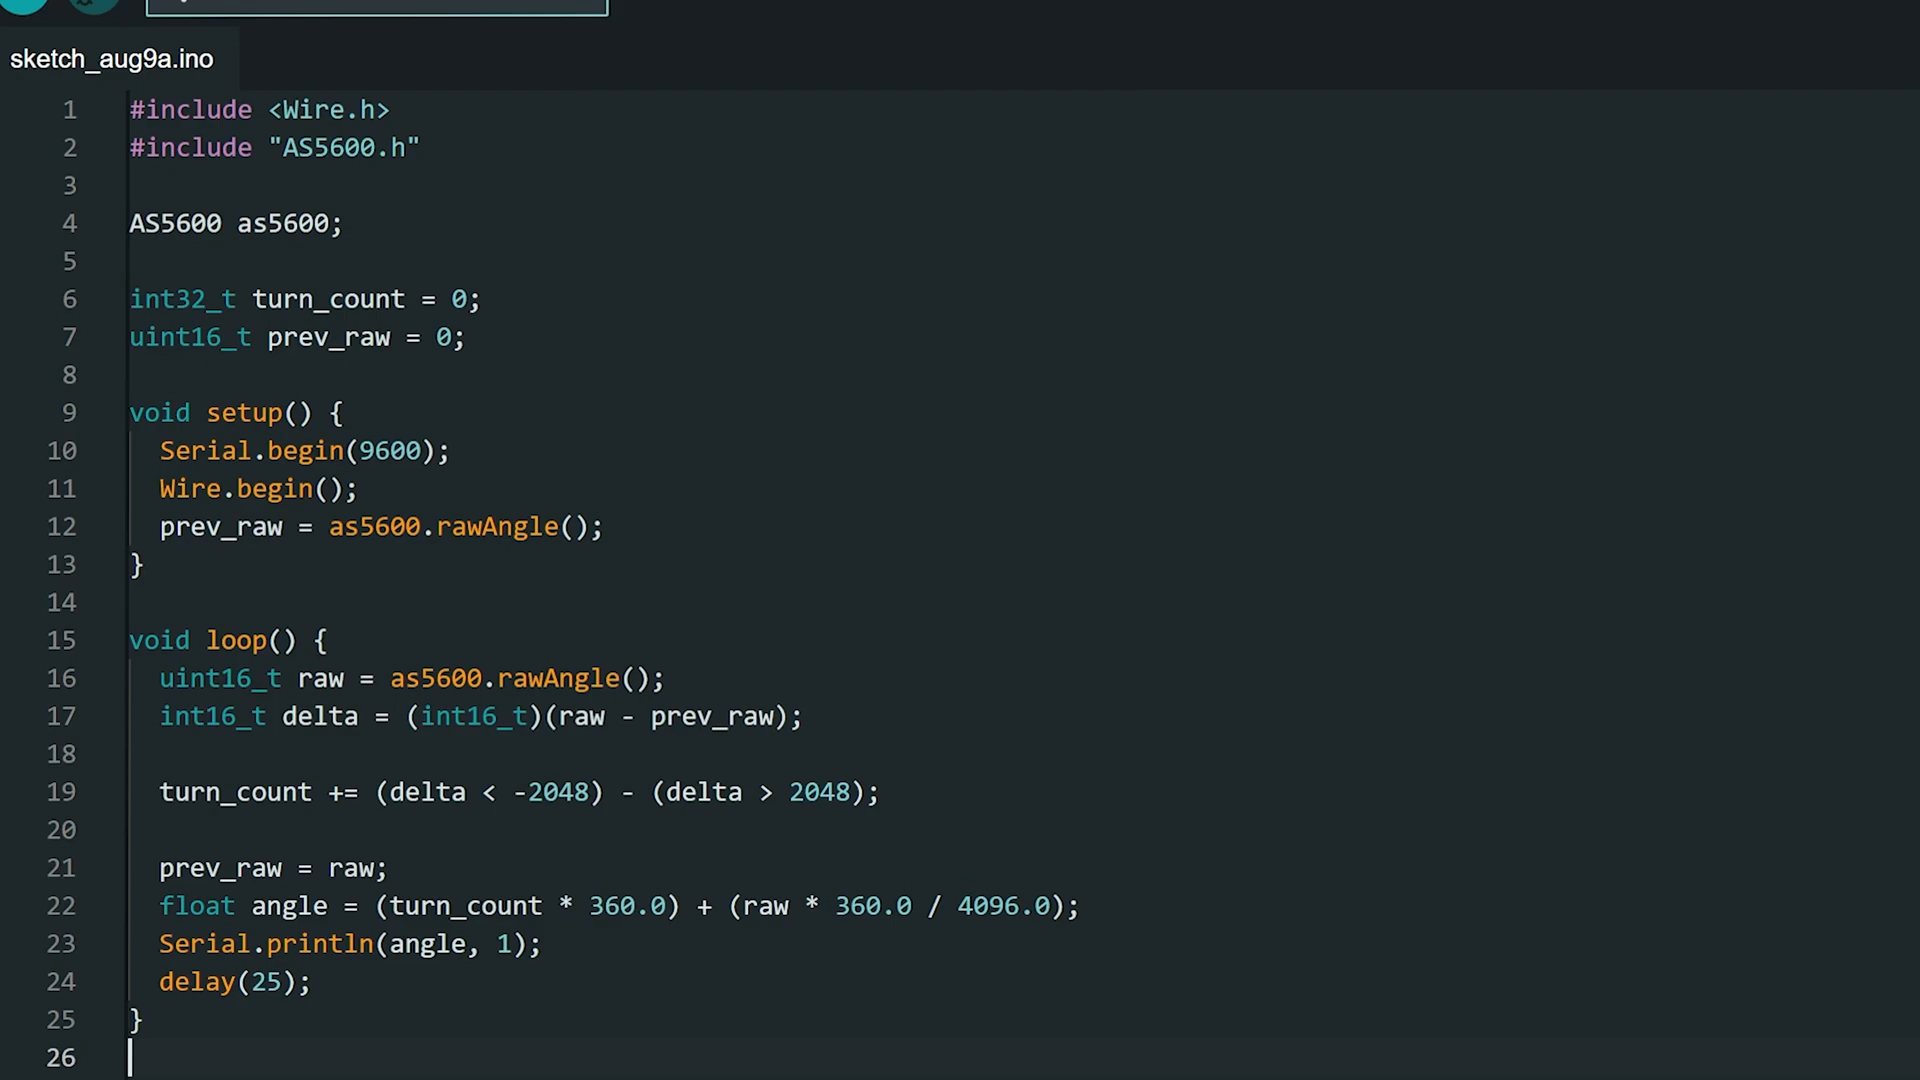 sketch_aug9a.ino
1 #include <Wire.h>
2 #include "AS5600.h"
3
4 AS5600 as5600;
5
6 int32_t turn_count = 0;
7 uint16_t prev_raw = 0;
8
9 void setup() {
10   Serial.begin(9600);
11   Wire.begin();
12   prev_raw = as5600.rawAngle();
13 }
14
15 void loop() {
16   uint16_t raw = as5600.rawAngle();
17   int16_t delta = (int16_t)(raw - prev_raw);
18
19   turn_count += (delta < -2048) - (delta > 2048);
20
21   prev_raw = raw;
22   float angle = (turn_count * 360.0) + (raw * 360.0 / 4096.0);
23   Serial.println(angle, 1);
24   delay(25);
25 }
26